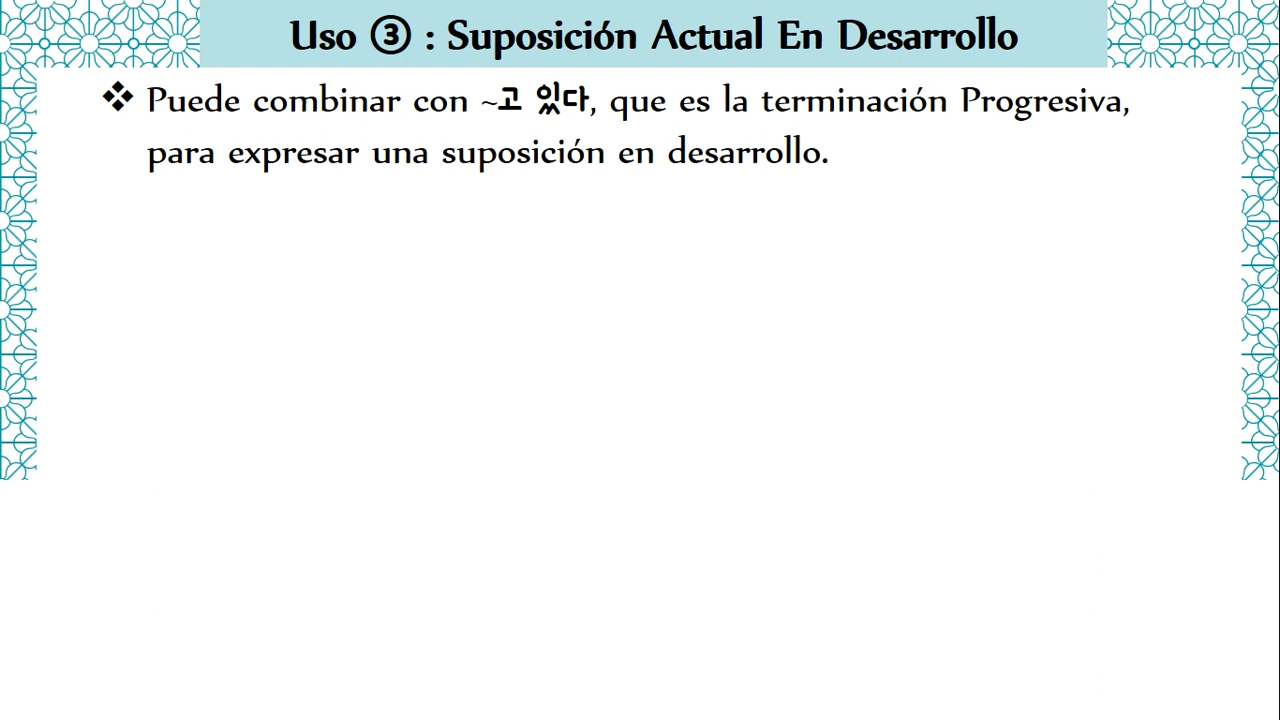 Uso ③ : Suposición Actual En Desarrollo
❖ Puede combinar con ~고 있다, que es la terminación Progresiva,
para expresar una suposición en desarrollo.